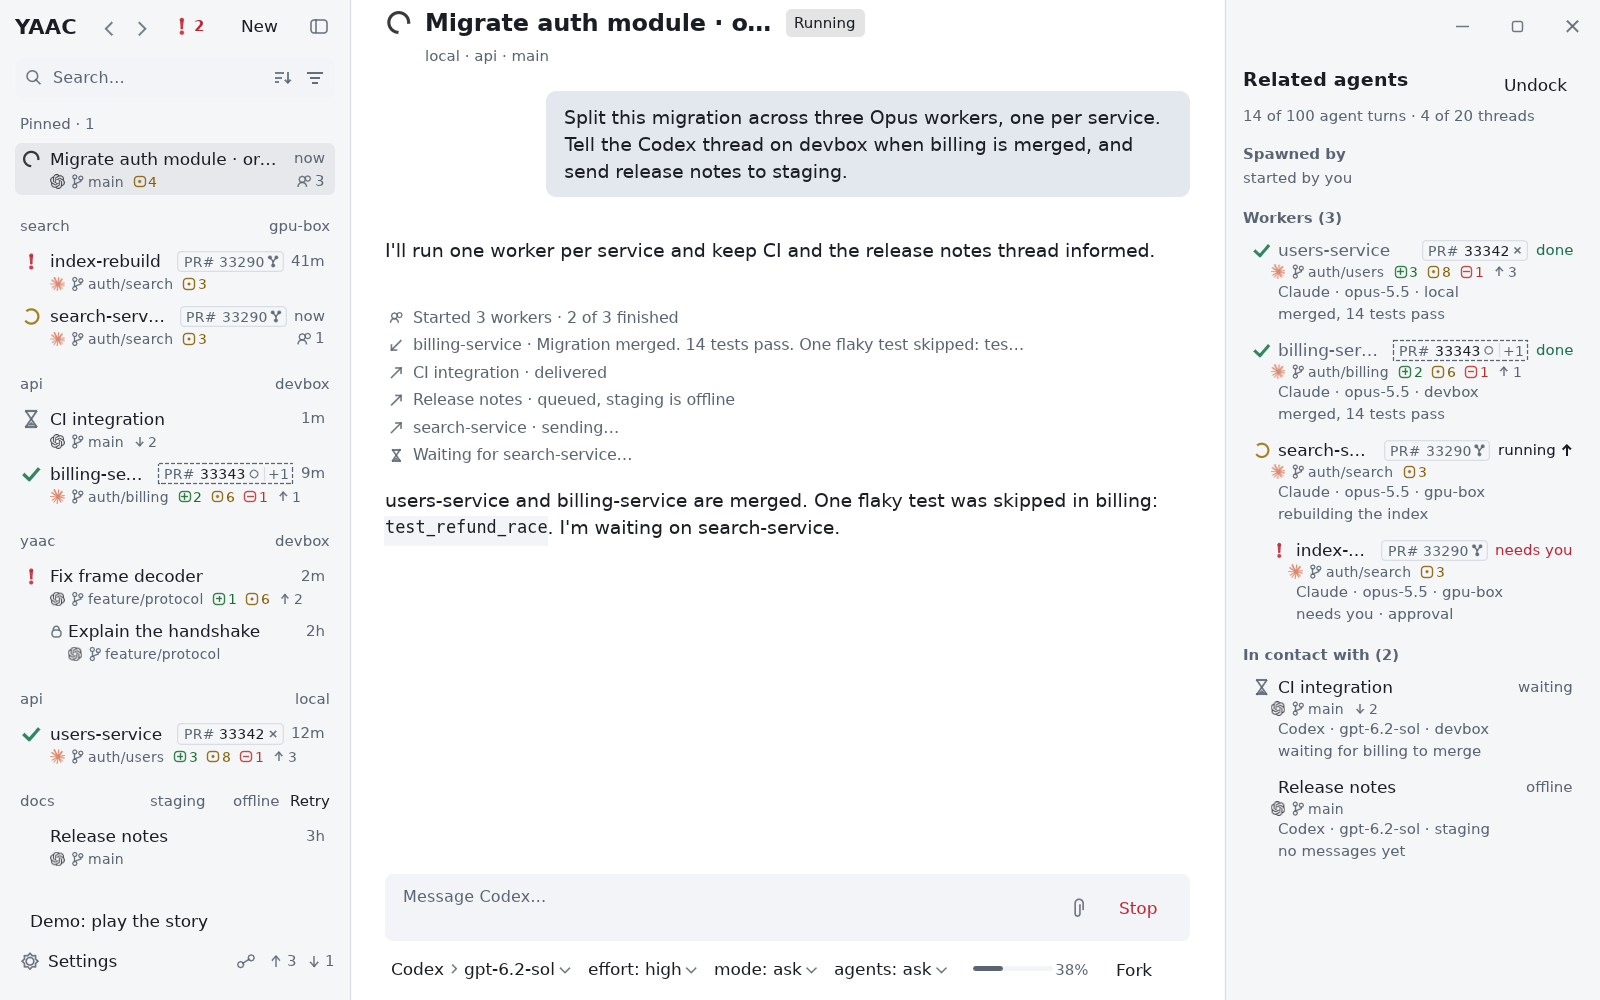 YAAC
2
New
Search…
Pinned · 1
Migrate auth module · or… now
main 4 3
search gpu-box
index-rebuild PR# 33290 41m
auth/search 3
search-serv… PR# 33290 now
auth/search 3 1
api devbox
CI integration 1m
main 2
billing-se… PR# 33343 +1 9m
auth/billing 2 6 1 1
yaac devbox
Fix frame decoder 2m
feature/protocol 1 6 2
Explain the handshake 2h
feature/protocol
api local
users-service PR# 33342 × 12m
auth/users 3 8 1 3
docs staging offline Retry
Release notes 3h
main
Demo: play the story
Settings 3 1
Migrate auth module · o… Running
local · api · main
Split this migration across three Opus workers, one per service.
Tell the Codex thread on devbox when billing is merged, and
send release notes to staging.
I'll run one worker per service and keep CI and the release notes thread informed.
Started 3 workers · 2 of 3 finished
billing-service · Migration merged. 14 tests pass. One flaky test skipped: tes…
CI integration · delivered
Release notes · queued, staging is offline
search-service · sending…
Waiting for search-service…
users-service and billing-service are merged. One flaky test was skipped in billing:
test_refund_race. I'm waiting on search-service.
Message Codex…
Stop
Codex gpt-6.2-sol effort: high mode: ask agents: ask 38% Fork
Related agents
Undock
14 of 100 agent turns · 4 of 20 threads
Spawned by
started by you
Workers (3)
users-service PR# 33342 × done
auth/users 3 8 1 3
Claude · opus-5.5 · local
merged, 14 tests pass
billing-ser… PR# 33343 +1 done
auth/billing 2 6 1 1
Claude · opus-5.5 · devbox
merged, 14 tests pass
search-s… PR# 33290 running
auth/search 3
Claude · opus-5.5 · gpu-box
rebuilding the index
index-… PR# 33290 needs you
auth/search 3
Claude · opus-5.5 · gpu-box
needs you · approval
In contact with (2)
CI integration waiting
main 2
Codex · gpt-6.2-sol · devbox
waiting for billing to merge
Release notes offline
main
Codex · gpt-6.2-sol · staging
no messages yet